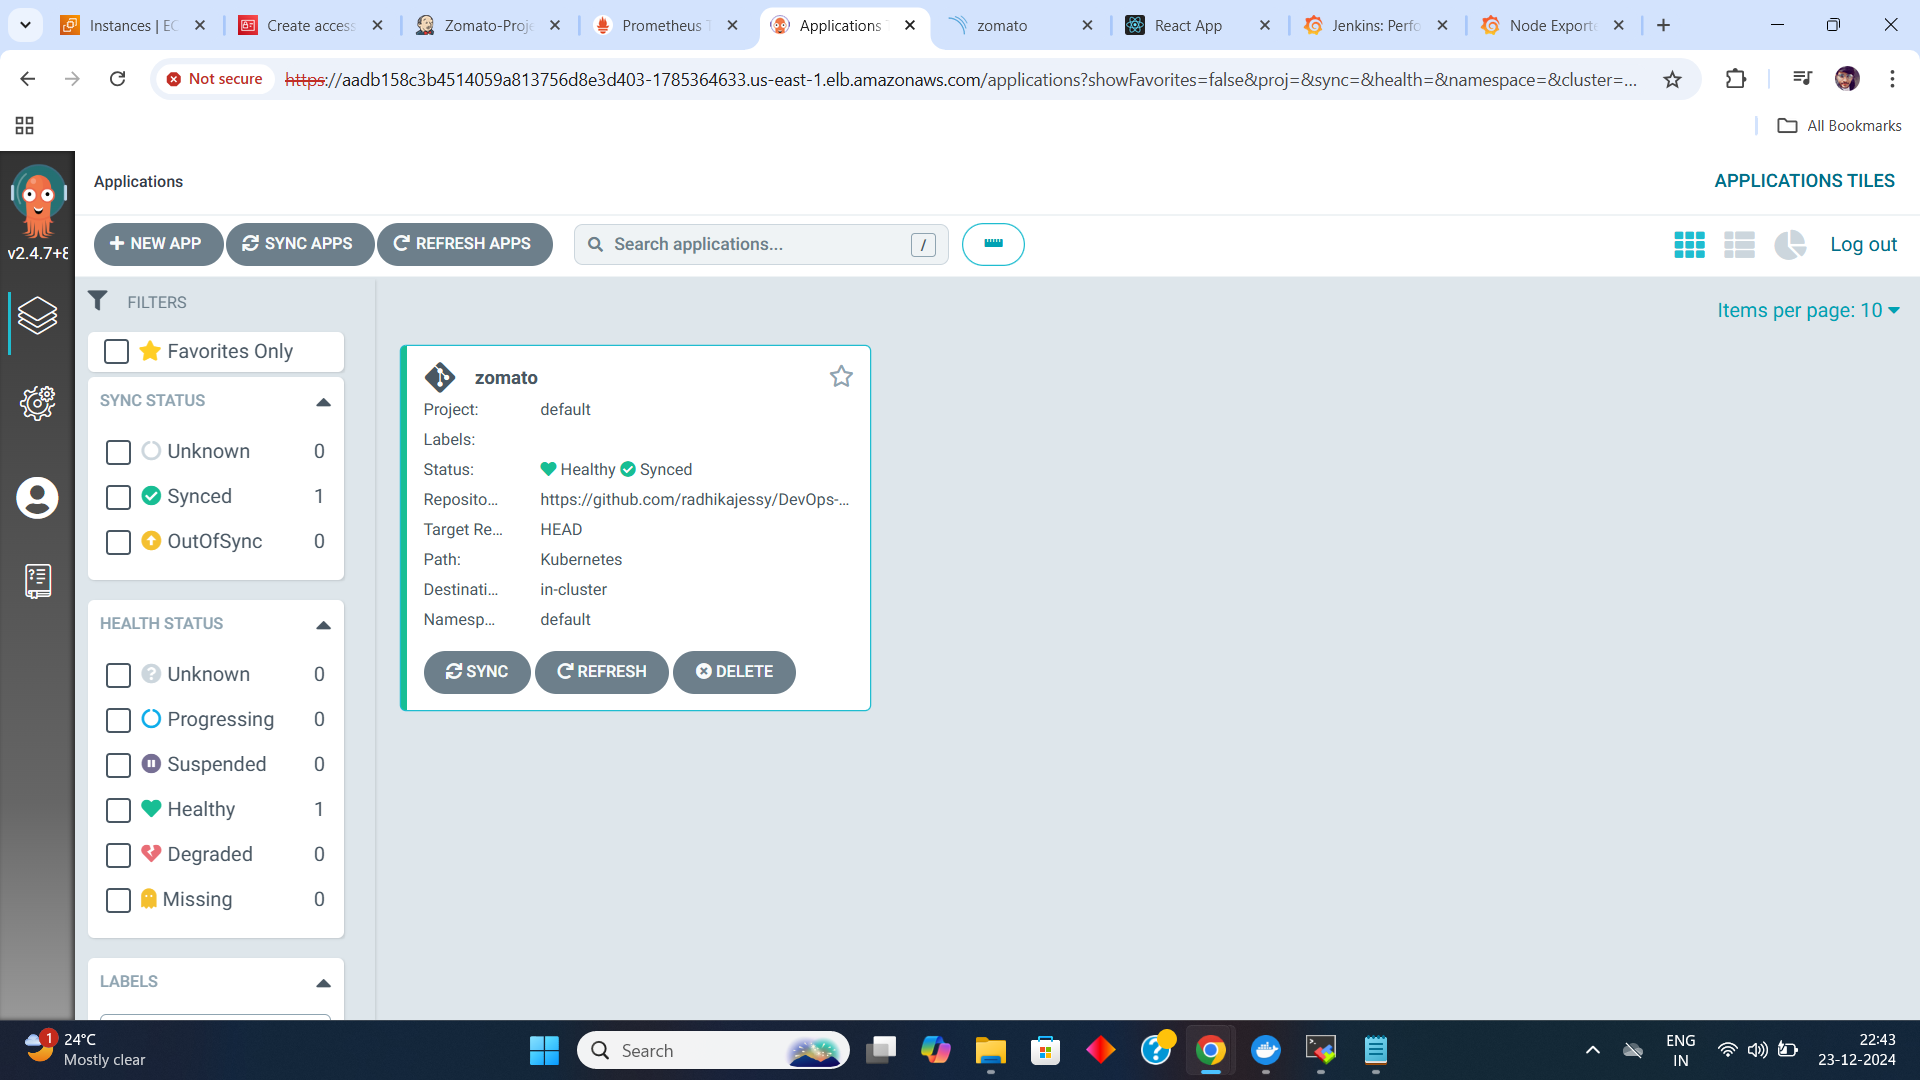 Instances | EC
Create access
Zomato-Proje
Prometheus T
Applications T
zomato
React App
Jenkins: Perfo
Node Exporte
Not secure
https://aadb158c3b4514059a813756d8e3d403-1785364633.us-east-1.elb.amazonaws.com/applications?showFavorites=false&proj=&sync=&health=&namespace=&cluster=...
All Bookmarks
v2.4.7+8
Applications
APPLICATIONS TILES
NEW APP
SYNC APPS
REFRESH APPS
Search applications...
/
Log out
FILTERS
Items per page: 10
Favorites Only
SYNC STATUS
Unknown 0
Synced 1
OutOfSync 0
HEALTH STATUS
Unknown 0
Progressing 0
Suspended 0
Healthy 1
Degraded 0
Missing 0
LABELS
zomato
Project: default
Labels:
Status: Healthy Synced
Reposito... https://github.com/radhikajessy/DevOps-...
Target Re... HEAD
Path: Kubernetes
Destinati... in-cluster
Namesp... default
SYNC
REFRESH
DELETE
1
24°C
Mostly clear
Search
ENG
IN
22:43
23-12-2024